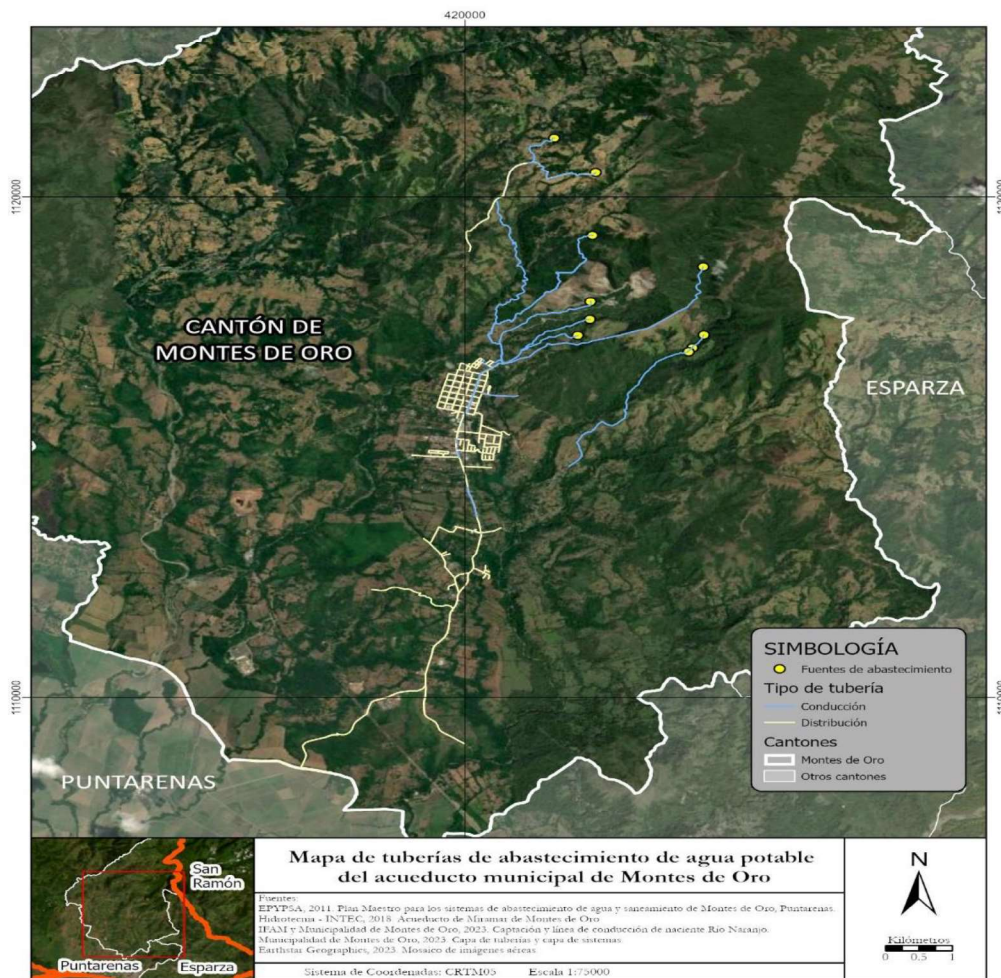 420000
1120000
1120000
CANTÓN DE
MONTES DE ORO
ESPARZA
SIMBOLOGÍA
Fuentes de abastecimiento
Tipo de tubería
Conducción
Distribución
Cantones
Montes de Oro
Otros cantones
1110000
1110000
PUNTARENAS
San
Ramón
Puntarenas
Esparza
Mapa de tuberías de abastecimiento de agua potable
del acueducto municipal de Montes de Oro
Fuentes:
EPYPSA, 2011. Plan Maestro para los sistemas de abastecimiento de agua y saneamiento de Montes de Oro, Puntarenas.
Hidrotecnia - INTEC, 2018. Acueducto de Miramar de Montes de Oro
IFAM y Municipalidad de Montes de Oro, 2023. Captación y línea de conducción de naciente Río Naranjo.
Municipalidad de Montes de Oro, 2023. Capa de tuberías y capa de sistemas
Earthstar Geographics, 2023. Mosaico de imágenes aéreas
Sistema de Coordenadas: CRTM05 Escala 1:75000
N
Kilómetros
0 0,5 1